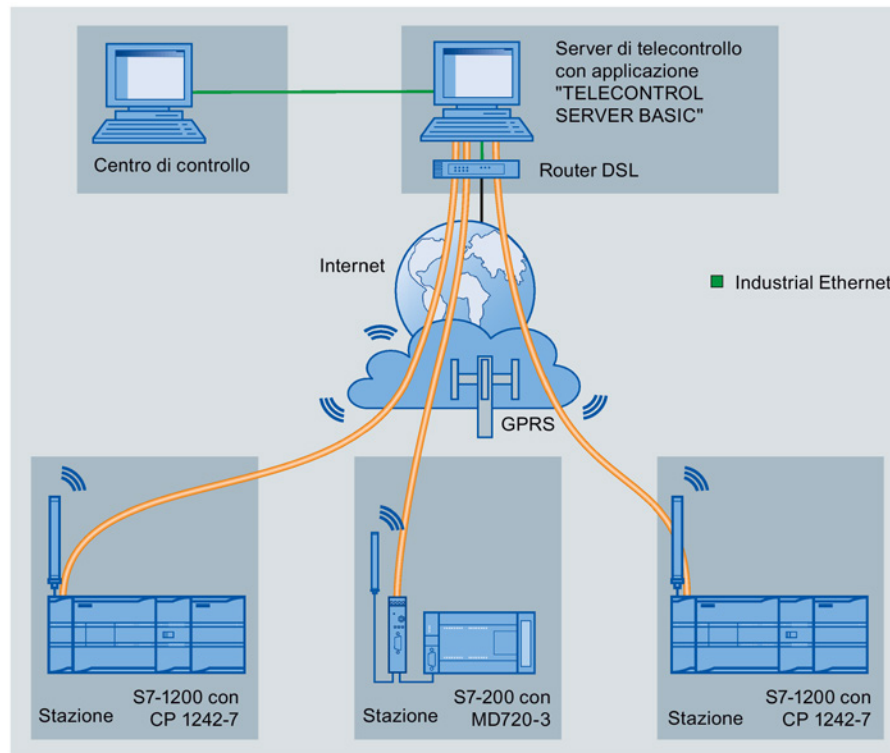 Centro di controllo
Server di telecontrollo
con applicazione
"TELECONTROL
SERVER BASIC"
Router DSL
Internet
Industrial Ethernet
GPRS
Stazione
S7-1200 con
CP 1242-7
Stazione
S7-200 con
MD720-3
Stazione
S7-1200 con
CP 1242-7